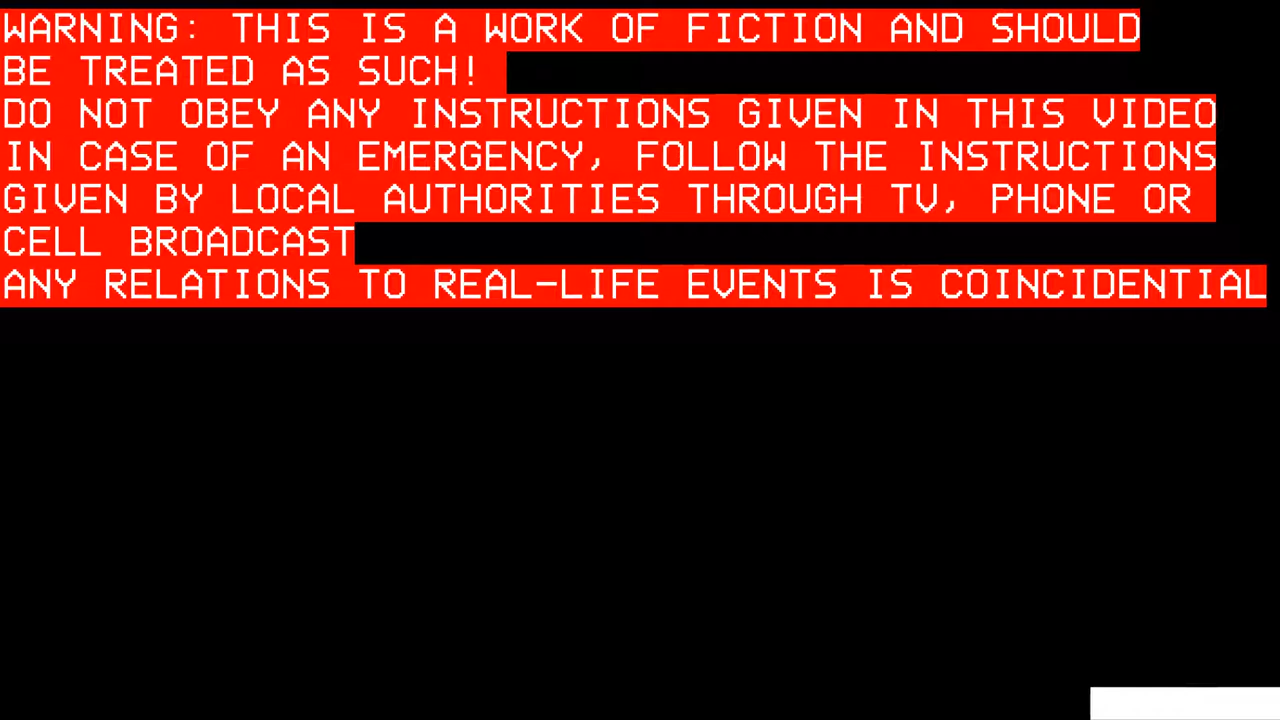 WARNING: THIS IS A WORK OF FICTION AND SHOULD
BE TREATED AS SUCH!
DO NOT OBEY ANY INSTRUCTIONS GIVEN IN THIS VIDEO
IN CASE OF AN EMERGENCY, FOLLOW THE INSTRUCTIONS
GIVEN BY LOCAL AUTHORITIES THROUGH TV, PHONE OR
CELL BROADCAST
ANY RELATIONS TO REAL-LIFE EVENTS IS COINCIDENTIAL